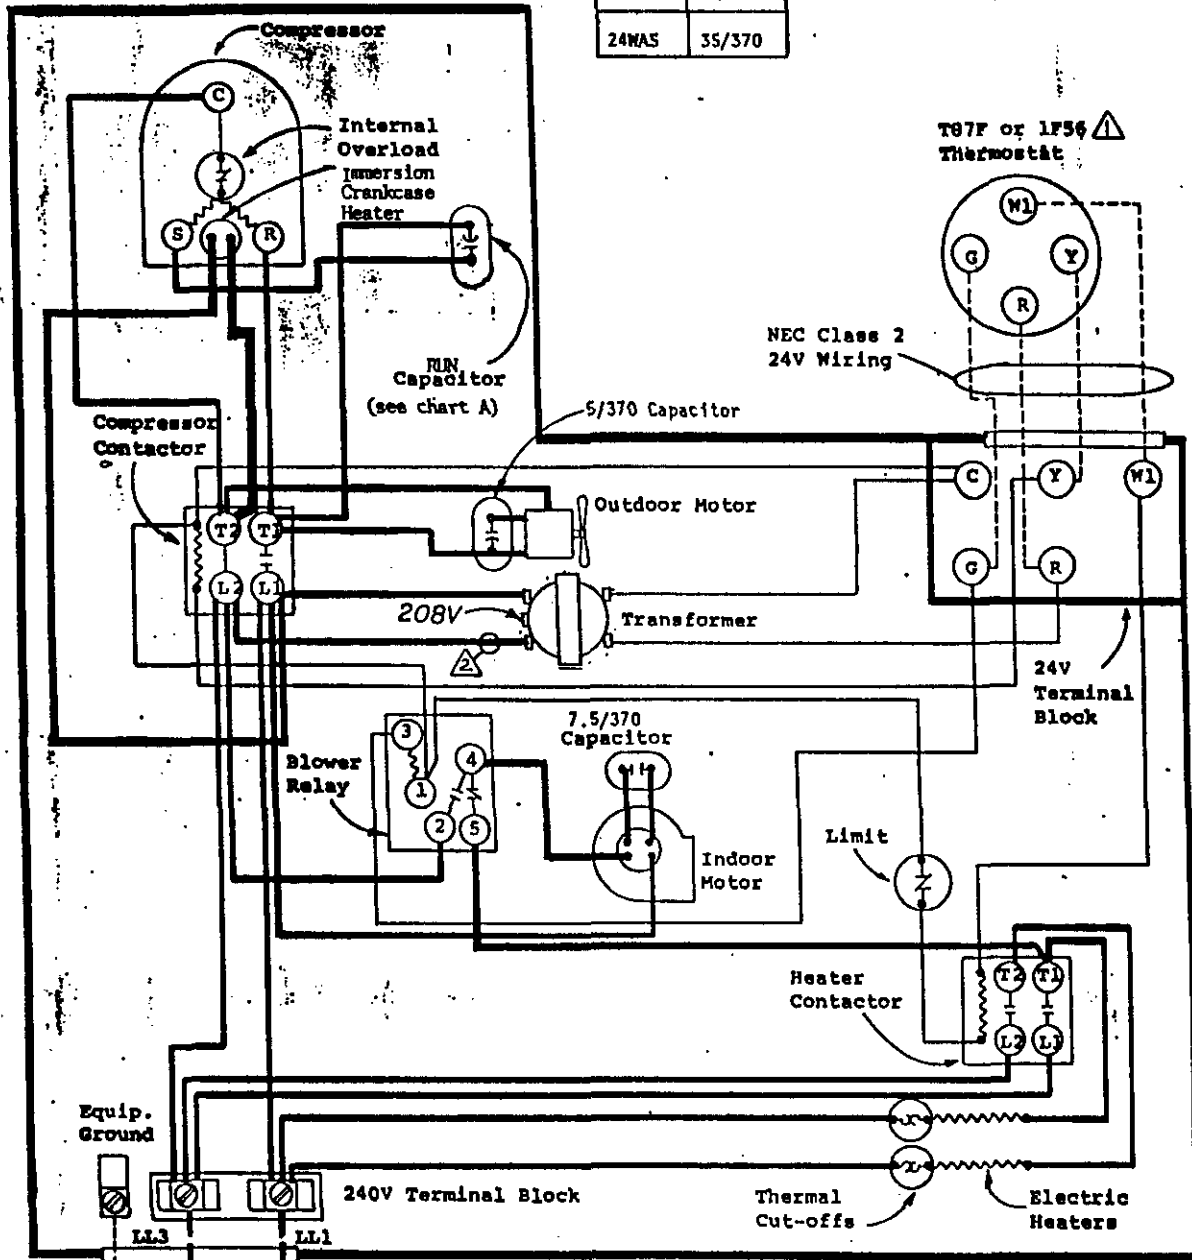 24WAS 35/370
Compressor
C
Internal
Overload
Immersion
Crankcase
Heater
S
R
T87F or 1F56 1
Thermostat
W1
G
Y
R
NEC Class 2
24V Wiring
RUN
Capacitor
(see chart A)
5/370 Capacitor
Compressor
Contactor
C
Y
W1
Outdoor Motor
T2
T1
G
R
L2
L1
208V
Transformer
2
24V
Terminal
Block
7.5/370
Capacitor
Blower
Relay
3
4
1
2
5
Indoor
Motor
Limit
Heater
Contactor
T2
T1
L2
L1
Equip.
Ground
240V Terminal Block
Thermal
Cut-offs
Electric
Heaters
LL3
LL1